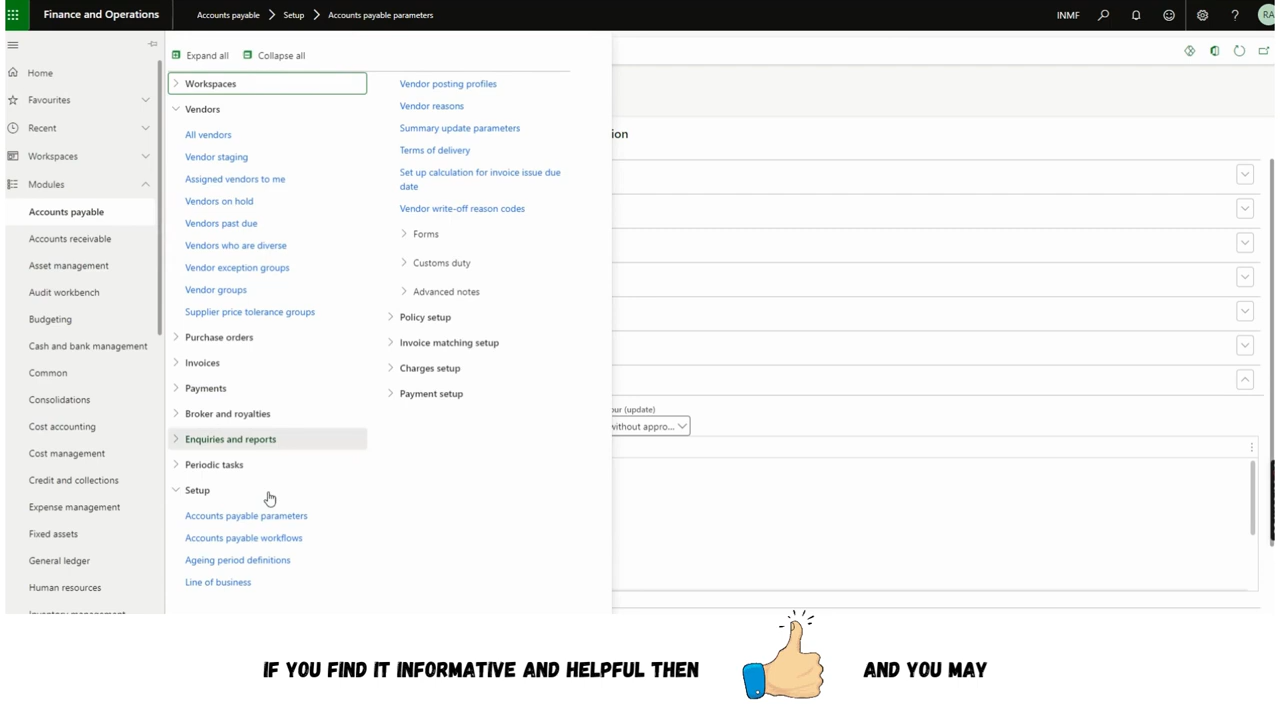 Finance and Operations
Accounts payable > Setup > Accounts payable parameters
INMF
RA
Expand all
Collapse all
Home
Favourites
Recent
Workspaces
Modules
Accounts payable
Accounts receivable
Asset management
Audit workbench
Budgeting
Cash and bank management
Common
Consolidations
Cost accounting
Cost management
Credit and collections
Expense management
Fixed assets
General ledger
Human resources
Inventory management
Workspaces
Vendors
All vendors
Vendor staging
Assigned vendors to me
Vendors on hold
Vendors past due
Vendors who are diverse
Vendor exception groups
Vendor groups
Supplier price tolerance groups
Purchase orders
Invoices
Payments
Broker and royalties
Enquiries and reports
Periodic tasks
Setup
Accounts payable parameters
Accounts payable workflows
Ageing period definitions
Line of business
Vendor posting profiles
Vendor reasons
Summary update parameters
Terms of delivery
Set up calculation for invoice issue due
date
Vendor write-off reason codes
Forms
Customs duty
Advanced notes
Policy setup
Invoice matching setup
Charges setup
Payment setup
ion
our (update)
without appro...
IF YOU FIND IT INFORMATIVE AND HELPFUL THEN
AND YOU MAY